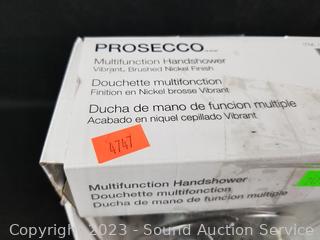 PROSECCO
Multifunction Handshower
Vibrant, Brushed Nickel Finish
Douchette multifonction
Finition en Nickel brosse Vibrant
Ducha de mano de funcion multiple
Acabado en niquel cepillado Vibrant
4747
Multifunction Handshower
Douchette multifonction
Ducha de mano de funcion multiple
Copyright 2023 - Sound Auction Service